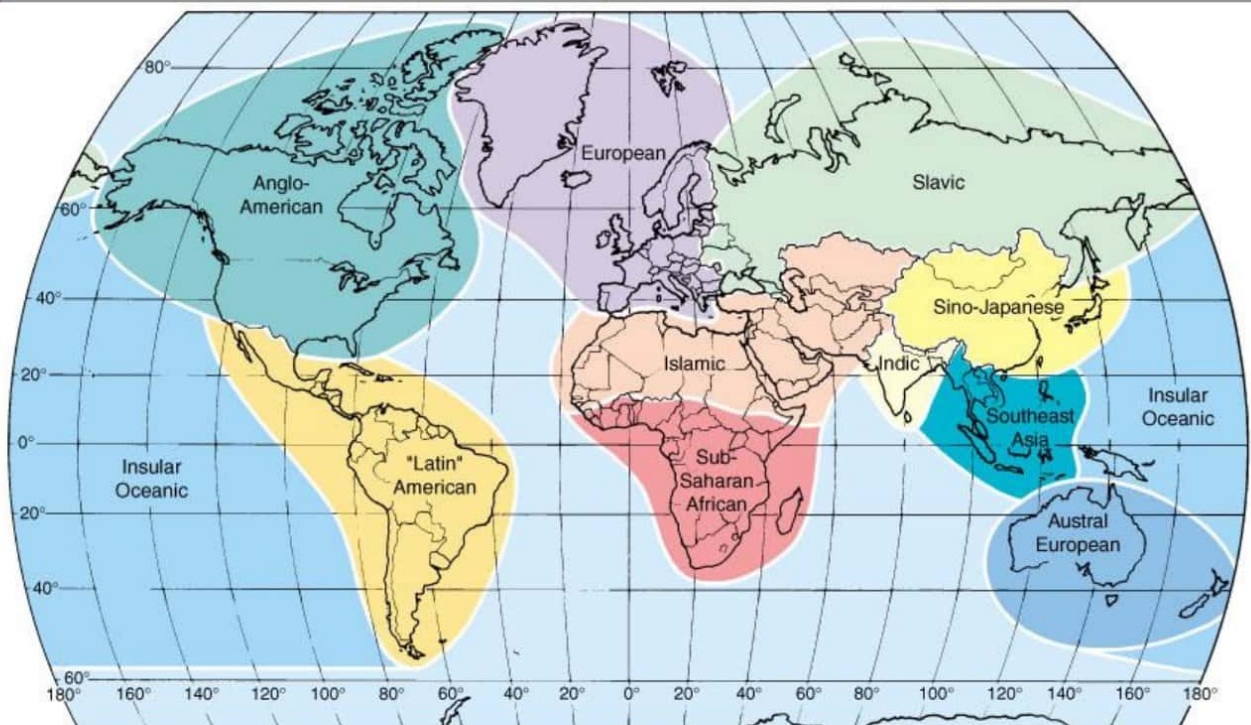 80°
European
Anglo-
American
Slavic
60°
40°
Sino-Japanese
Islamic
Indic
20°
Insular
Oceanic
Southeast
Asia
0°
"Latin"
American
Sub-
Saharan
African
Insular
Oceanic
20°
Austral
European
40°
60°
180° 160° 140° 120° 100° 80° 60° 40° 20° 0° 20° 40° 60° 80° 100° 120° 140° 160° 180°